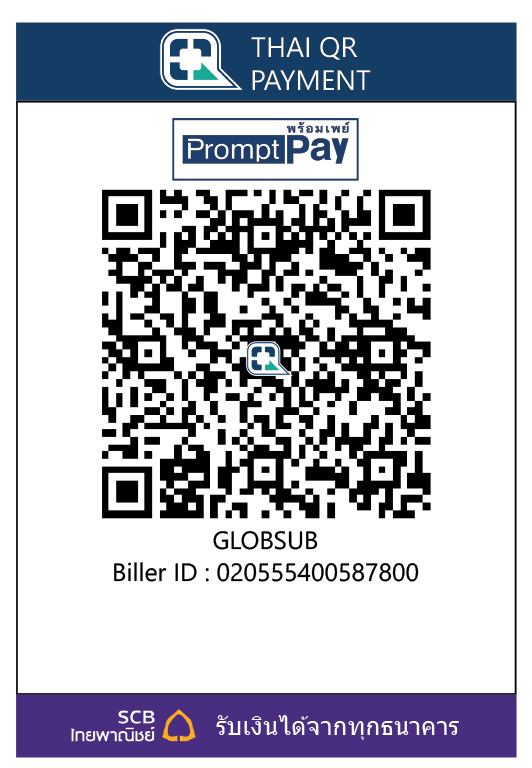 THAI QR
PAYMENT
พร้อมเพย์
PromptPay
GLOBSUB
Biller ID : 020555400587800
SCB
ไทยพาณิชย์
รับเงินได้จากทุกธนาคาร